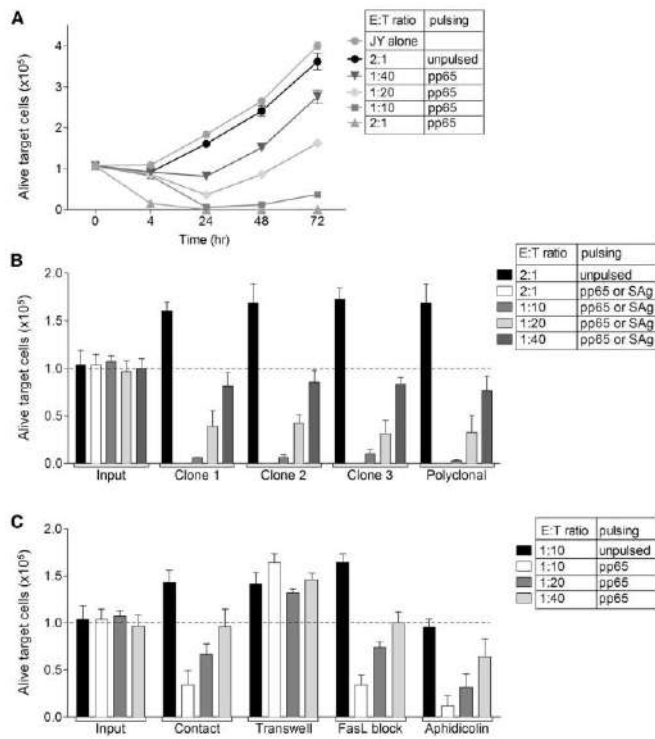 A
Alive target cells (x10⁵)
4
3
2
1
0
0 4 24 48 72
Time (hr)
E:T ratio pulsing
JY alone
2:1 unpulsed
1:40 pp65
1:20 pp65
1:10 pp65
2:1 pp65
B
Alive target cells (x10⁵)
2.0
1.5
1.0
0.5
0.0
Input Clone 1 Clone 2 Clone 3 Polyclonal
E:T ratio pulsing
2:1 unpulsed
2:1 pp65 or SAg
1:10 pp65 or SAg
1:20 pp65 or SAg
1:40 pp65 or SAg
C
Alive target cells (x10⁵)
2.0
1.5
1.0
0.5
0.0
Input Contact Transwell FasL block Aphidicolin
E:T ratio pulsing
1:10 unpulsed
1:10 pp65
1:20 pp65
1:40 pp65